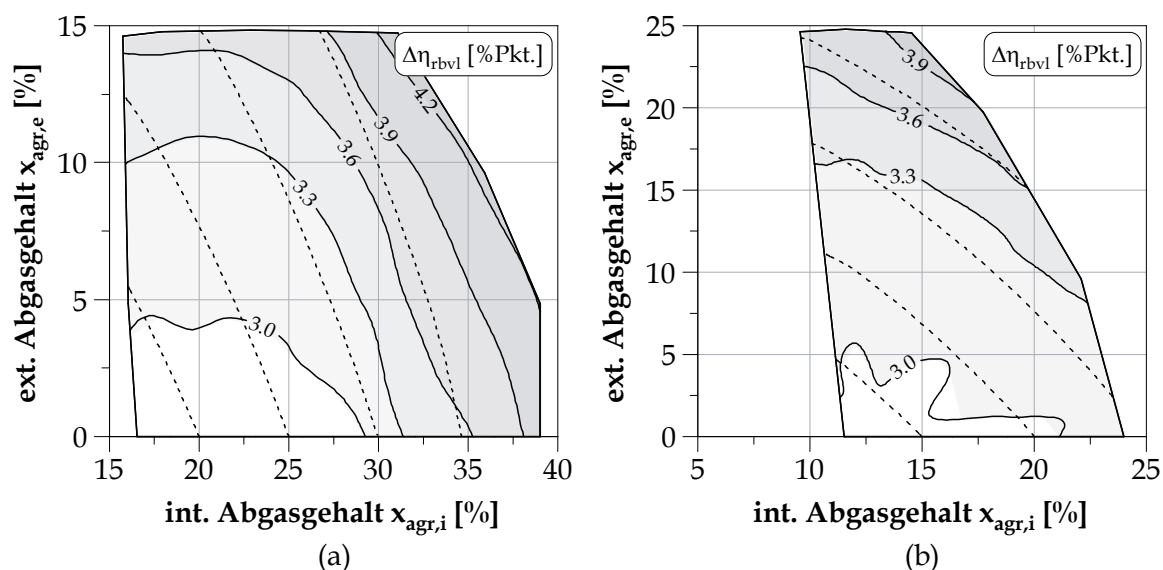 15
10
5
0
ext. Abgasgehalt x_agr,e [%]
Δη_rbvl [%Pkt.]
4.2
3.9
3.6
3.3
3.0
15 20 25 30 35 40
int. Abgasgehalt x_agr,i [%]
(a)
25
20
15
10
5
0
ext. Abgasgehalt x_agr,e [%]
Δη_rbvl [%Pkt.]
3.9
3.6
3.3
3.0
5 10 15 20 25
int. Abgasgehalt x_agr,i [%]
(b)